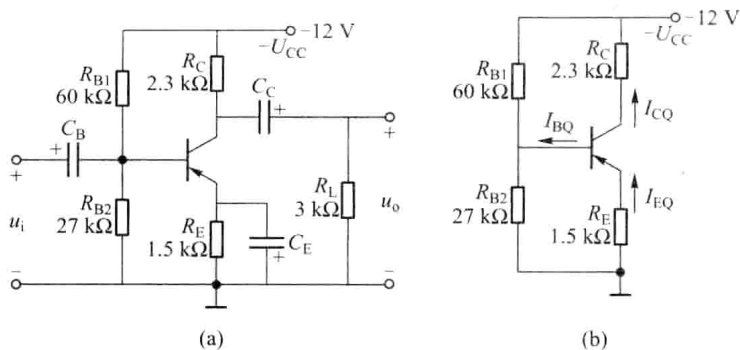 −12 V
−U_CC
R_B1
60 kΩ
R_C
2.3 kΩ
C_C
+
C_B
+
+
+
R_B2
27 kΩ
u_i
R_E
1.5 kΩ
C_E
+
R_L
3 kΩ
u_o
−
−
(a)
−12 V
−U_CC
R_B1
60 kΩ
R_C
2.3 kΩ
I_BQ
I_CQ
R_B2
27 kΩ
I_EQ
R_E
1.5 kΩ
(b)